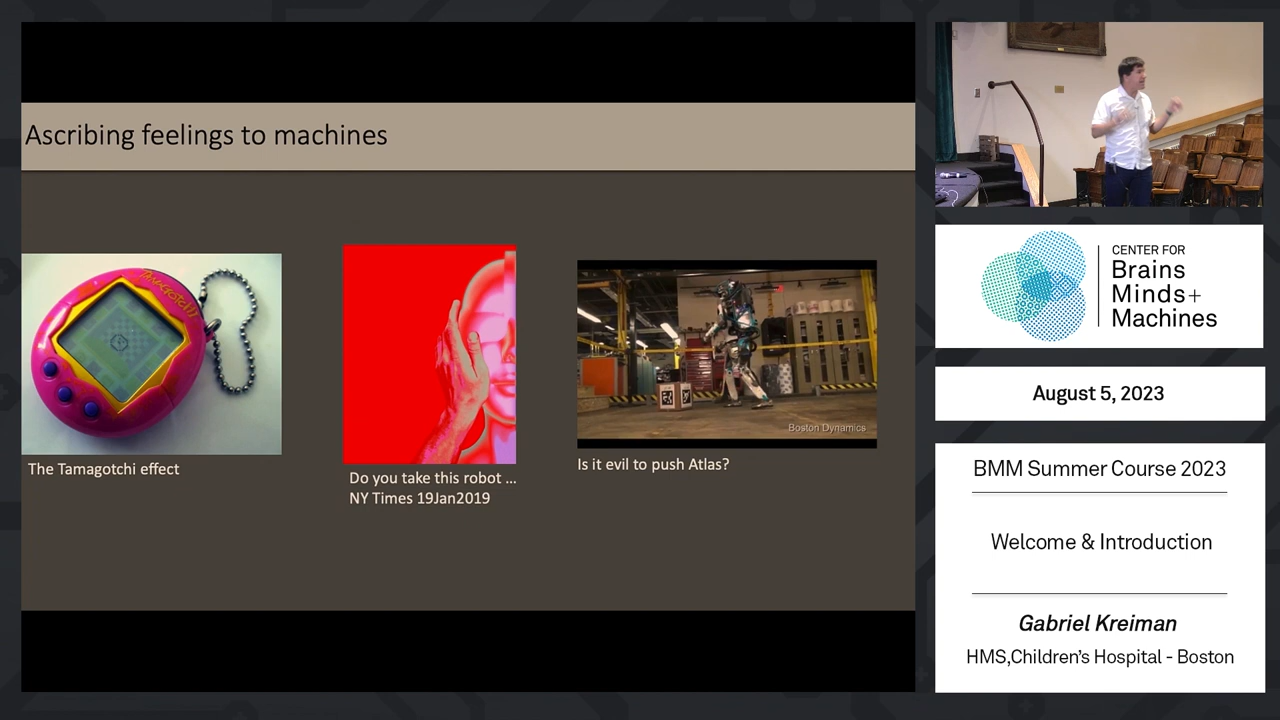 Ascribing feelings to machines
Tamagotchi
The Tamagotchi effect
Do you take this robot ...
NY Times 19Jan2019
Boston Dynamics
Is it evil to push Atlas?
CENTER FOR
Brains
Minds+
Machines
August 5, 2023
BMM Summer Course 2023
Welcome & Introduction
Gabriel Kreiman
HMS,Children's Hospital - Boston